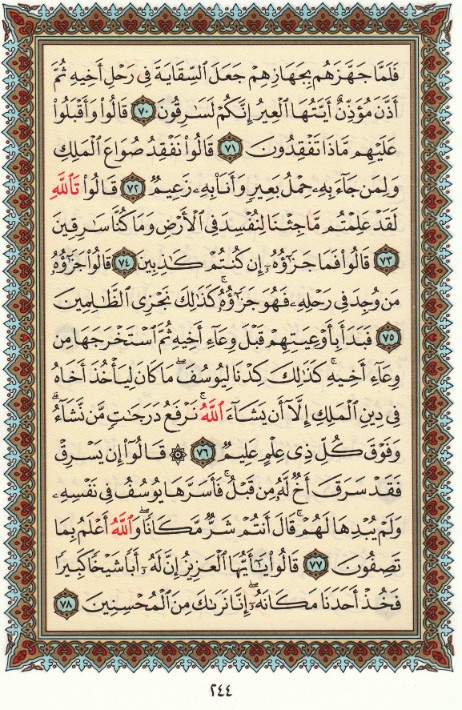 فَلَمَّا جَهَّزَهُم بِجَهَازِهِمْ جَعَلَ ٱلسِّقَايَةَ فِى رَحْلِ أَخِيهِ ثُمَّ
أَذَّنَ مُؤَذِّنٌ أَيَّتُهَا ٱلْعِيرُ إِنَّكُمْ لَسَٰرِقُونَ ٧٠ قَالُوا۟ وَأَقْبَلُوا۟
عَلَيْهِم مَّاذَا تَفْقِدُونَ ٧١ قَالُوا۟ نَفْقِدُ صُوَاعَ ٱلْمَلِكِ
وَلِمَن جَآءَ بِهِۦ حِمْلُ بَعِيرٍ وَأَنَا۠ بِهِۦ زَعِيمٌ ٧٢ قَالُوا۟ تَٱللَّهِ
لَقَدْ عَلِمْتُم مَّا جِئْنَا لِنُفْسِدَ فِى ٱلْأَرْضِ وَمَا كُنَّا سَٰرِقِينَ
٧٣ قَالُوا۟ فَمَا جَزَٰٓؤُهُۥٓ إِن كُنتُمْ كَٰذِبِينَ ٧٤ قَالُوا۟ جَزَٰٓؤُهُۥ
مَن وُجِدَ فِى رَحْلِهِۦ فَهُوَ جَزَٰٓؤُهُۥ ۚ كَذَٰلِكَ نَجْزِى ٱلظَّٰلِمِينَ
٧٥ فَبَدَأَ بِأَوْعِيَتِهِمْ قَبْلَ وِعَآءِ أَخِيهِ ثُمَّ ٱسْتَخْرَجَهَا مِن
وِعَآءِ أَخِيهِ ۚ كَذَٰلِكَ كِدْنَا لِيُوسُفَ ۖ مَا كَانَ لِيَأْخُذَ أَخَاهُ
فِى دِينِ ٱلْمَلِكِ إِلَّآ أَن يَشَآءَ ٱللَّهُ ۚ نَرْفَعُ دَرَجَٰتٍ مَّن نَّشَآءُ ۗ
وَفَوْقَ كُلِّ ذِى عِلْمٍ عَلِيمٌ ٧٦ ۞ قَالُوٓا۟ إِن يَسْرِقْ
فَقَدْ سَرَقَ أَخٌ لَّهُۥ مِن قَبْلُ ۚ فَأَسَرَّهَا يُوسُفُ فِى نَفْسِهِۦ
وَلَمْ يُبْدِهَا لَهُمْ ۚ قَالَ أَنتُمْ شَرٌّ مَّكَانًا ۖ وَٱللَّهُ أَعْلَمُ بِمَا
تَصِفُونَ ٧٧ قَالُوا۟ يَٰٓأَيُّهَا ٱلْعَزِيزُ إِنَّ لَهُۥٓ أَبًا شَيْخًا كَبِيرًا
فَخُذْ أَحَدَنَا مَكَانَهُۥٓ ۖ إِنَّا نَرَىٰكَ مِنَ ٱلْمُحْسِنِينَ ٧٨
٢٤٤